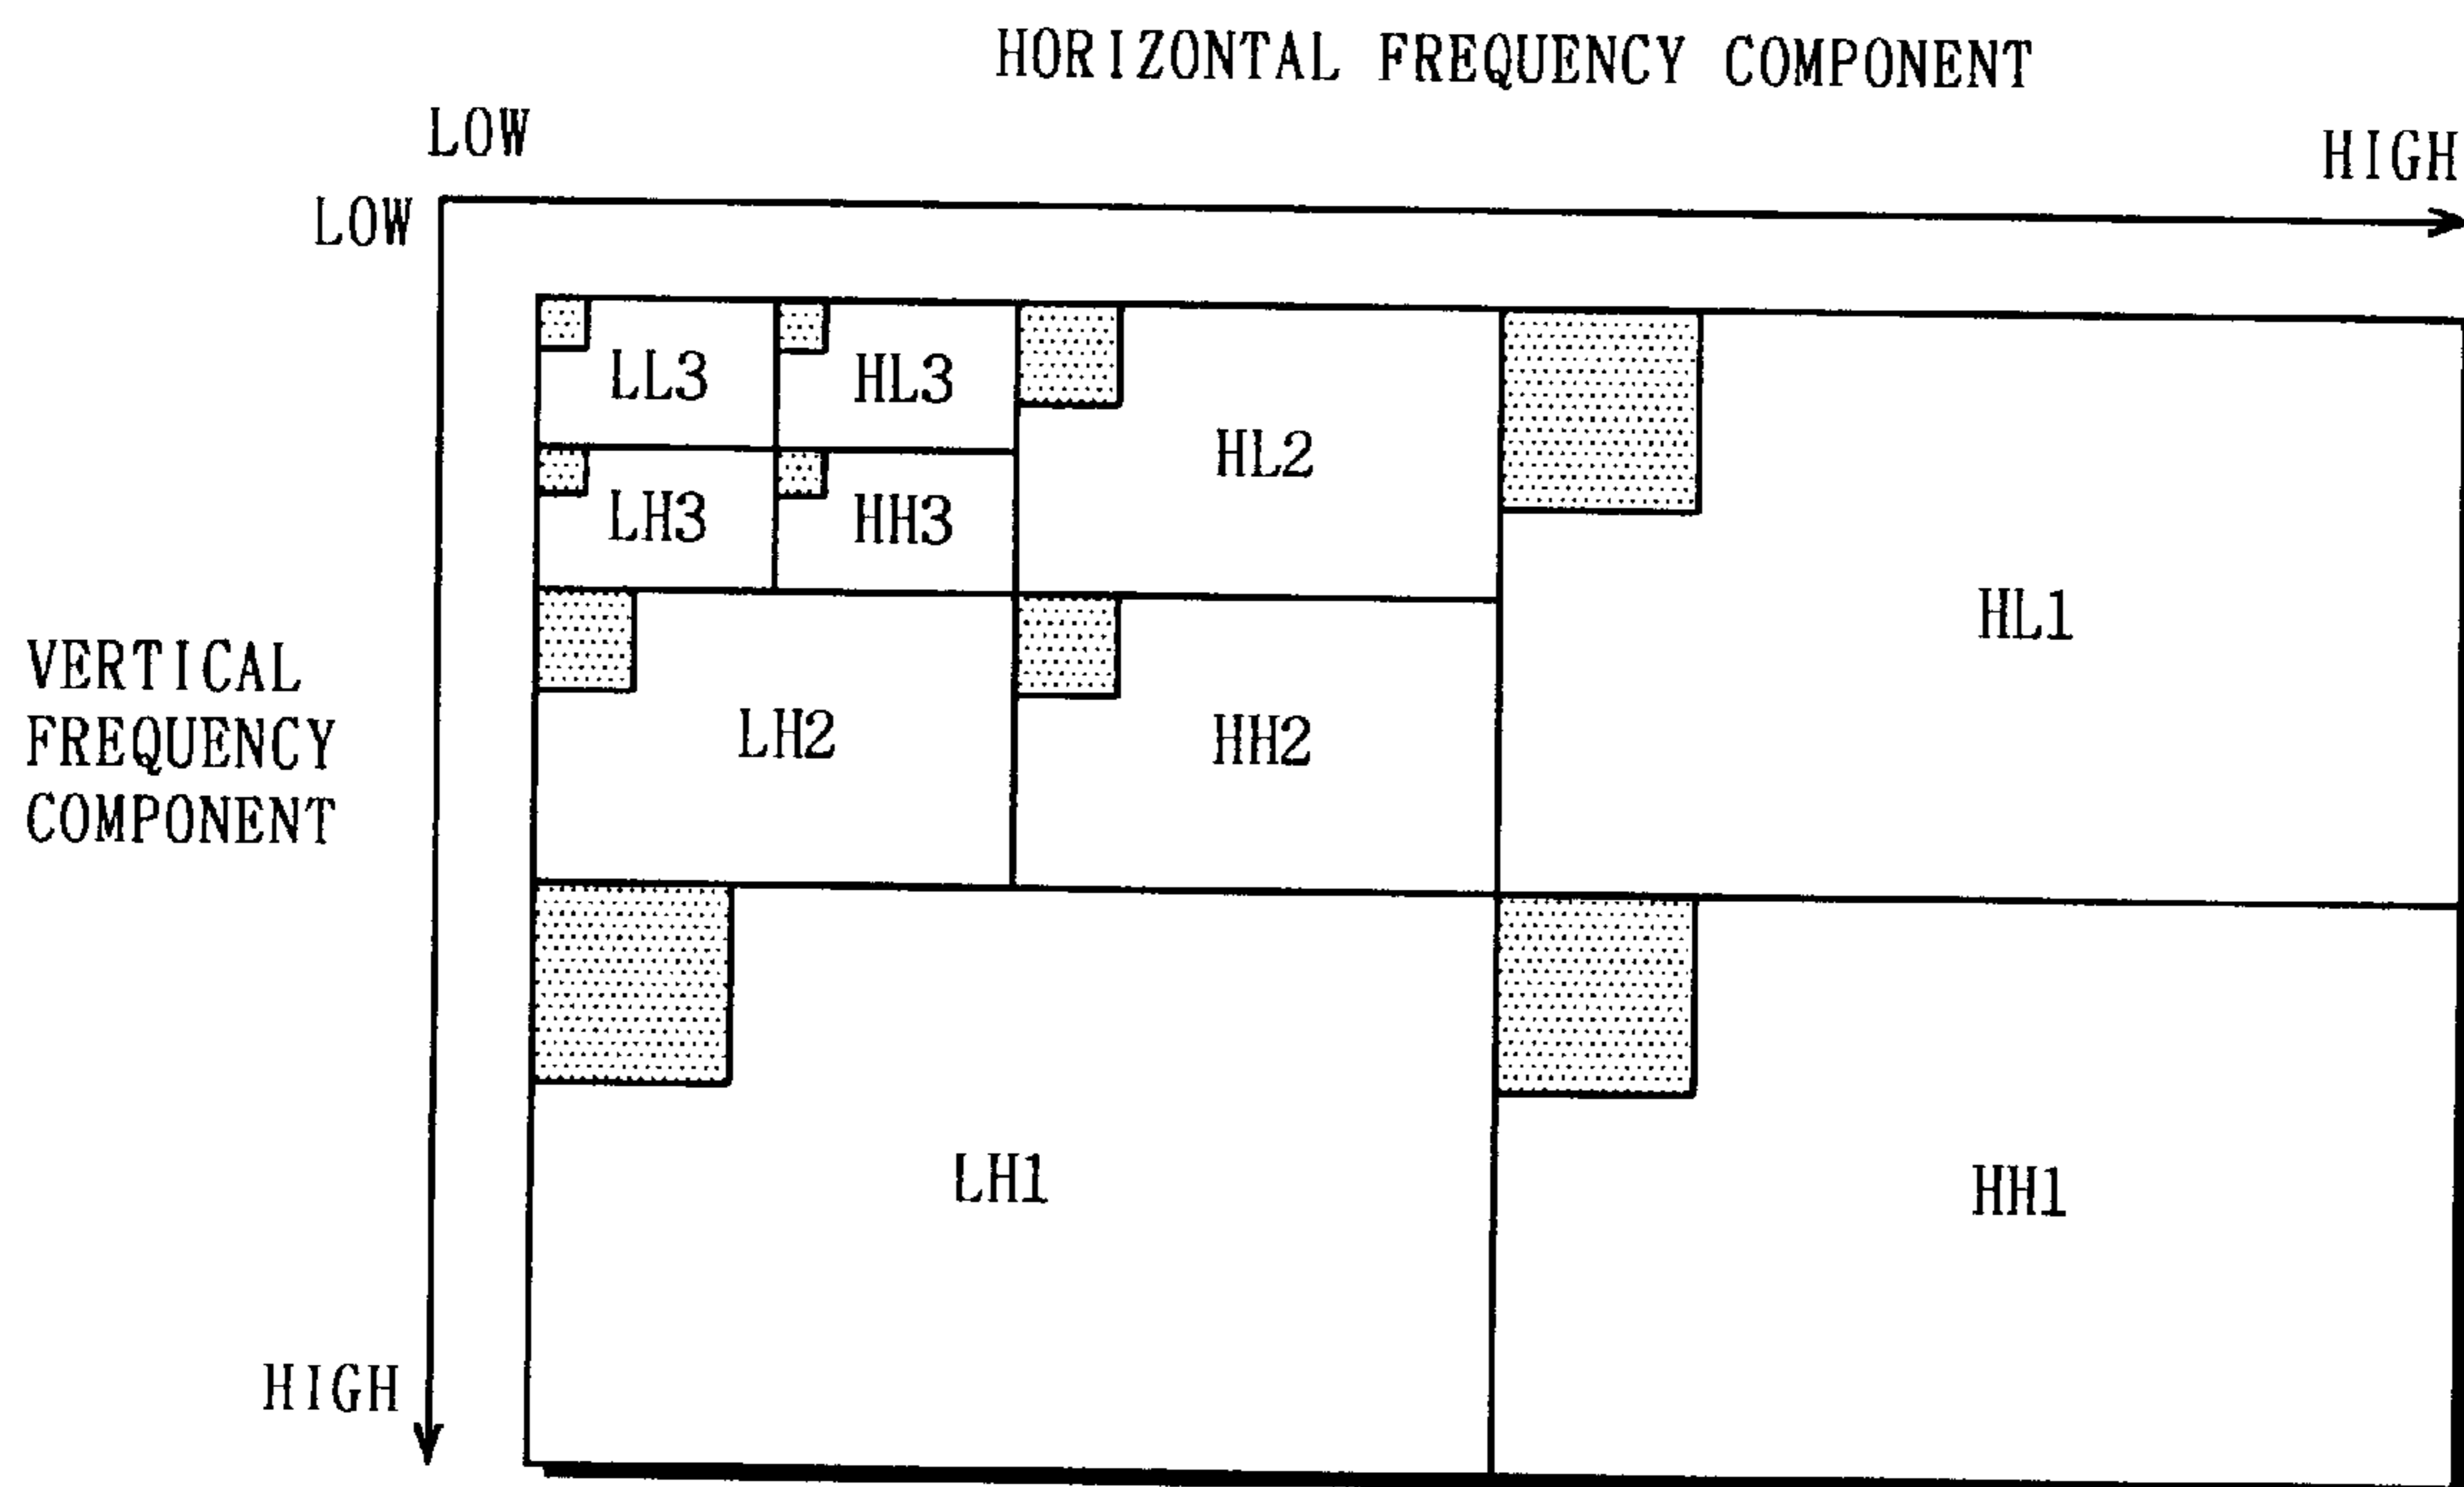 HORIZONTAL FREQUENCY COMPONENT
LOW
HIGH
LOW
LL3
HL3
HL2
LH3
HH3
HL1
VERTICAL
FREQUENCY
COMPONENT
LH2
HH2
LH1
HH1
HIGH